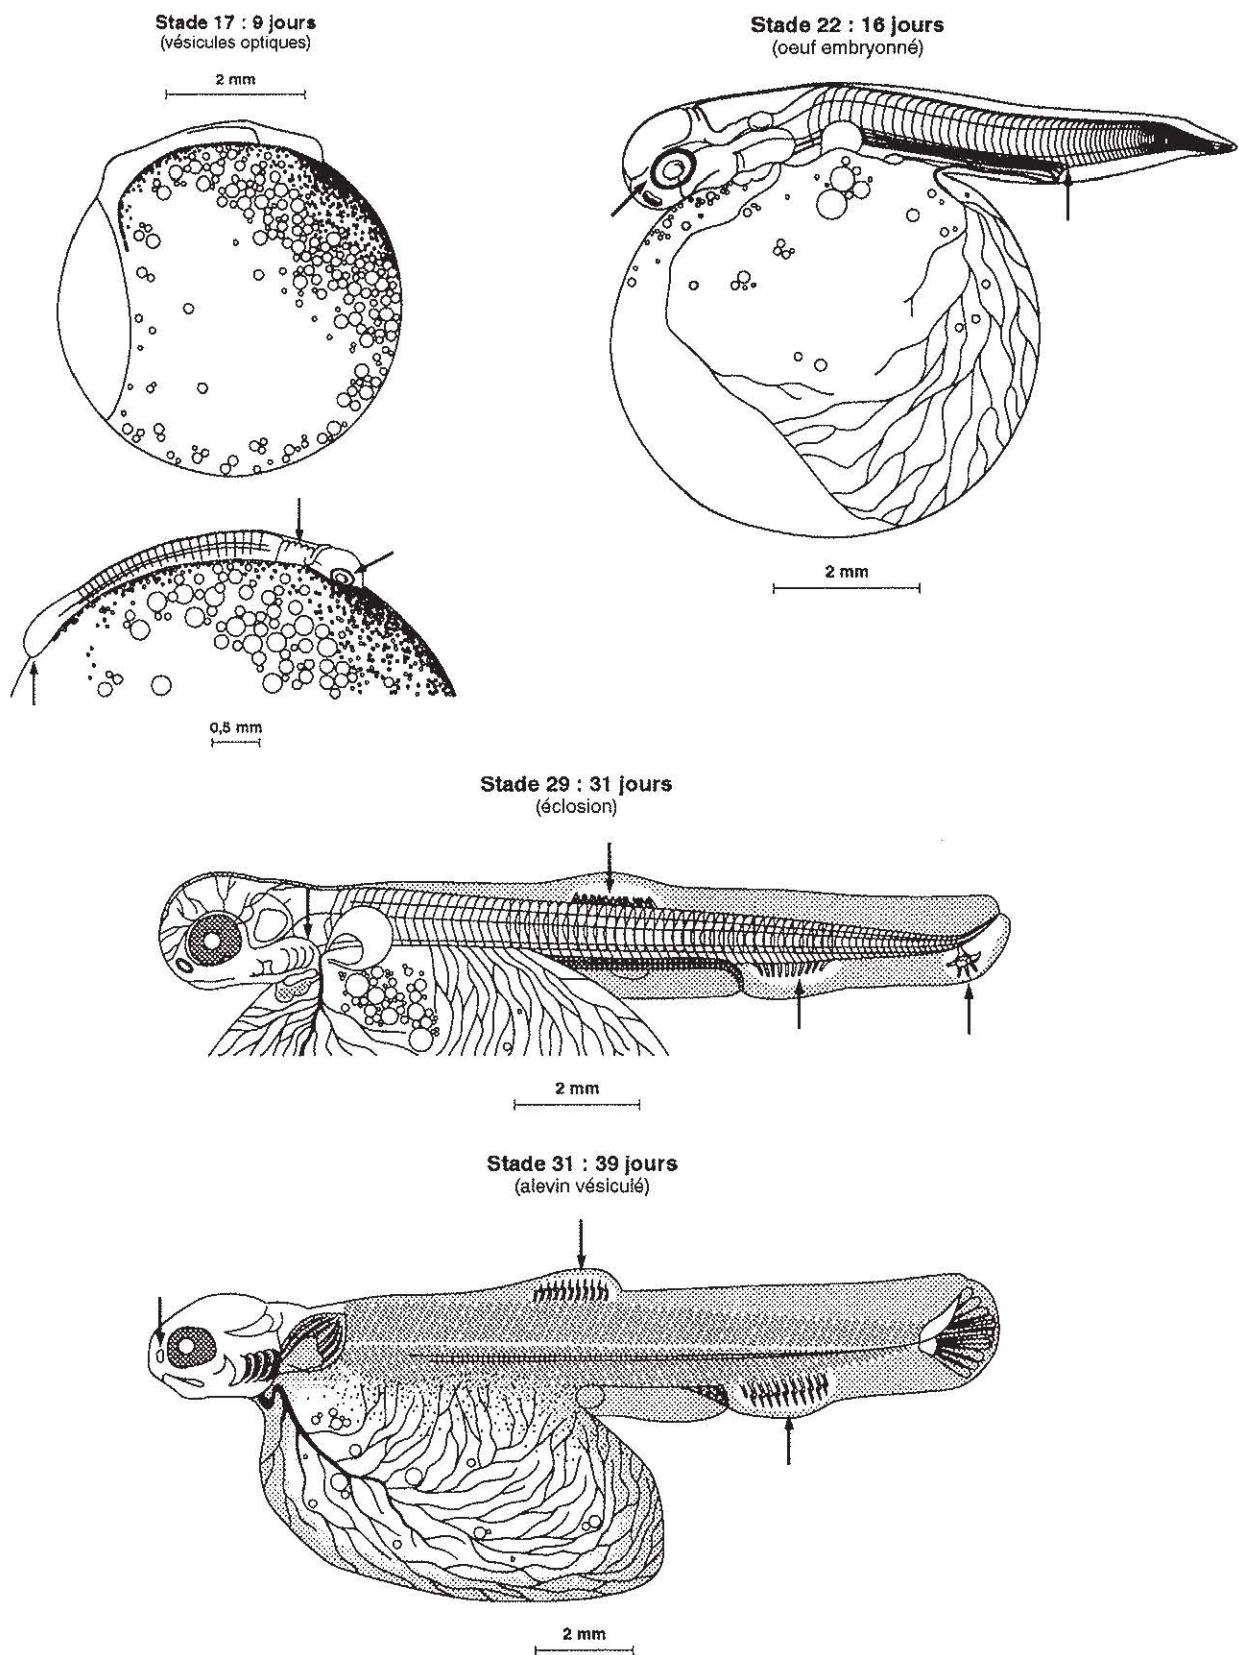 Stade 17 : 9 jours
(vésicules optiques)
2 mm
Stade 22 : 16 jours
(oeuf embryonné)
2 mm
0,5 mm
Stade 29 : 31 jours
(éclosion)
2 mm
Stade 31 : 39 jours
(alevin vésiculé)
2 mm